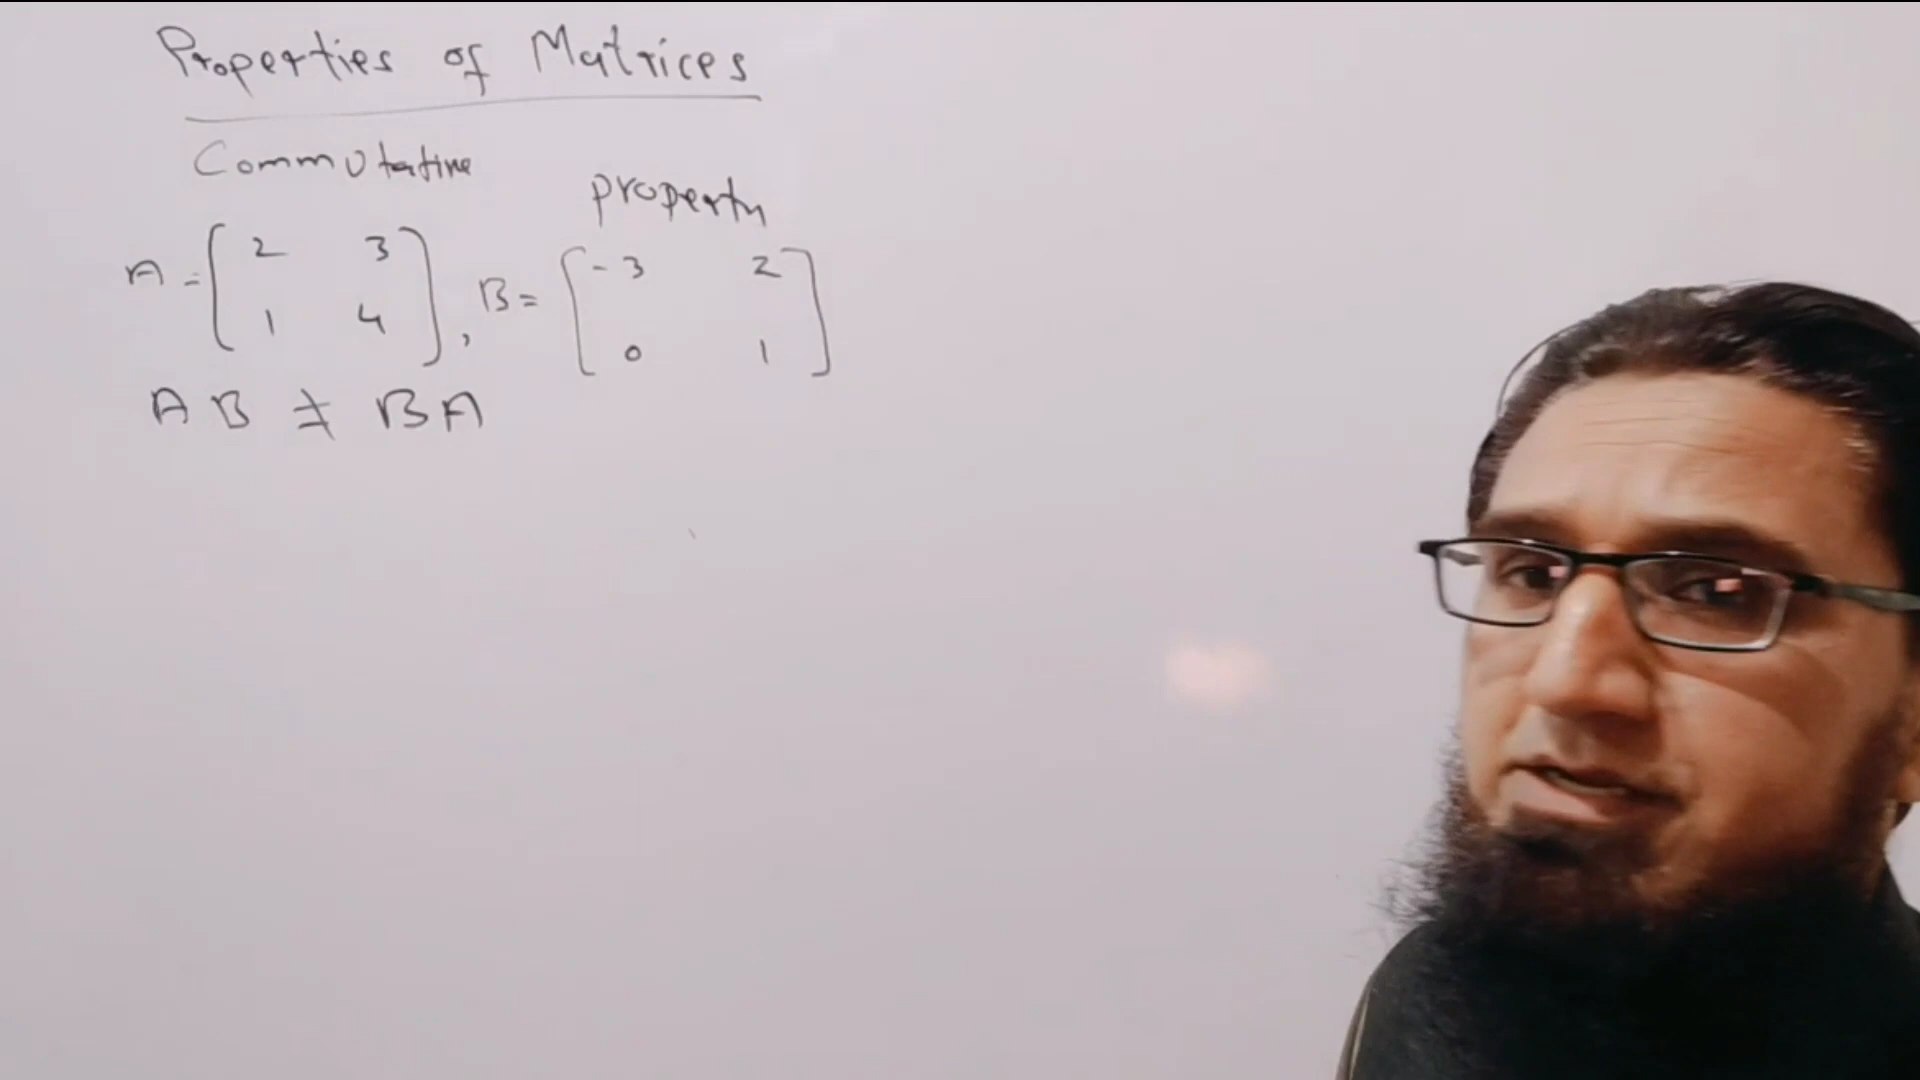 Properties of Matrices
Commutative property
A = [ 2 3 , B = [ -3 2
1 4 ] 0 1 ]
AB ≠ BA